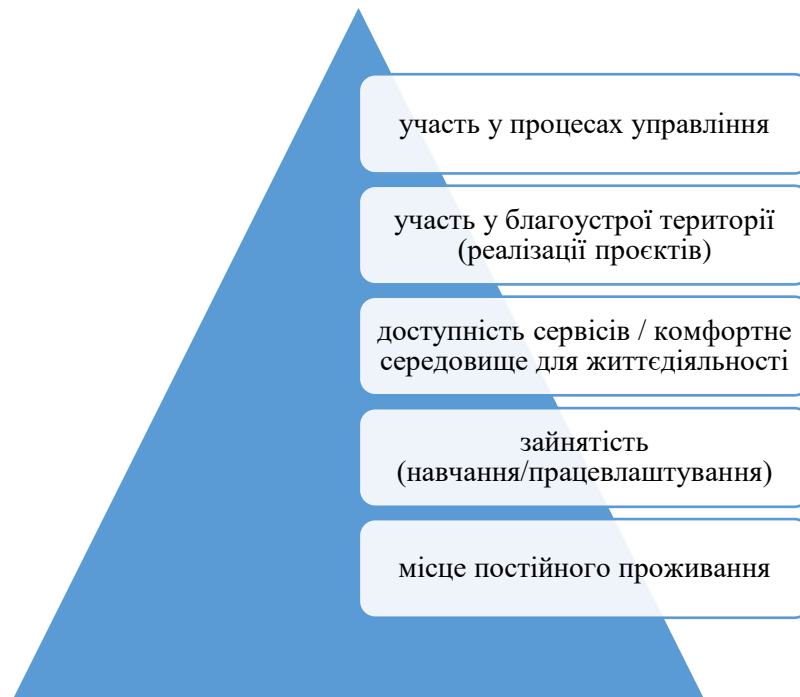 участь у процесах управління
участь у благоустрої території
(реалізації проєктів)
доступність сервісів / комфортне
середовище для життєдіяльності
зайнятість
(навчання/працевлаштування)
місце постійного проживання